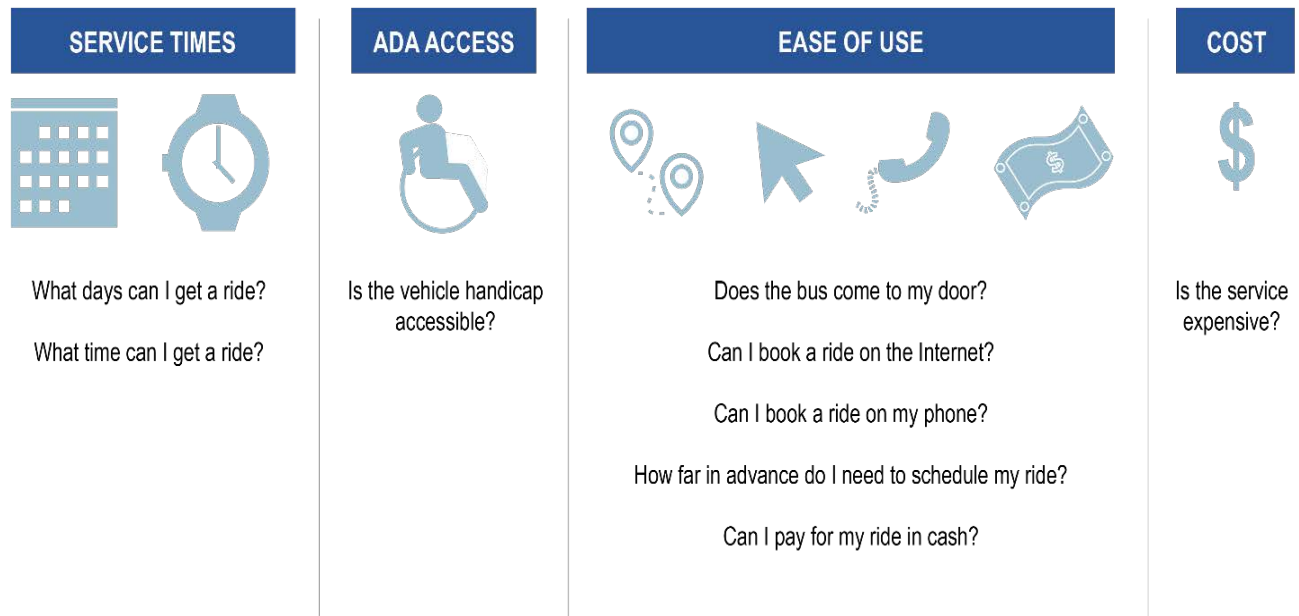 SERVICE TIMES
What days can I get a ride?
What time can I get a ride?
ADA ACCESS
Is the vehicle handicap
accessible?
EASE OF USE
$
Does the bus come to my door?
Can I book a ride on the Internet?
Can I book a ride on my phone?
How far in advance do I need to schedule my ride?
Can I pay for my ride in cash?
COST
$
Is the service
expensive?